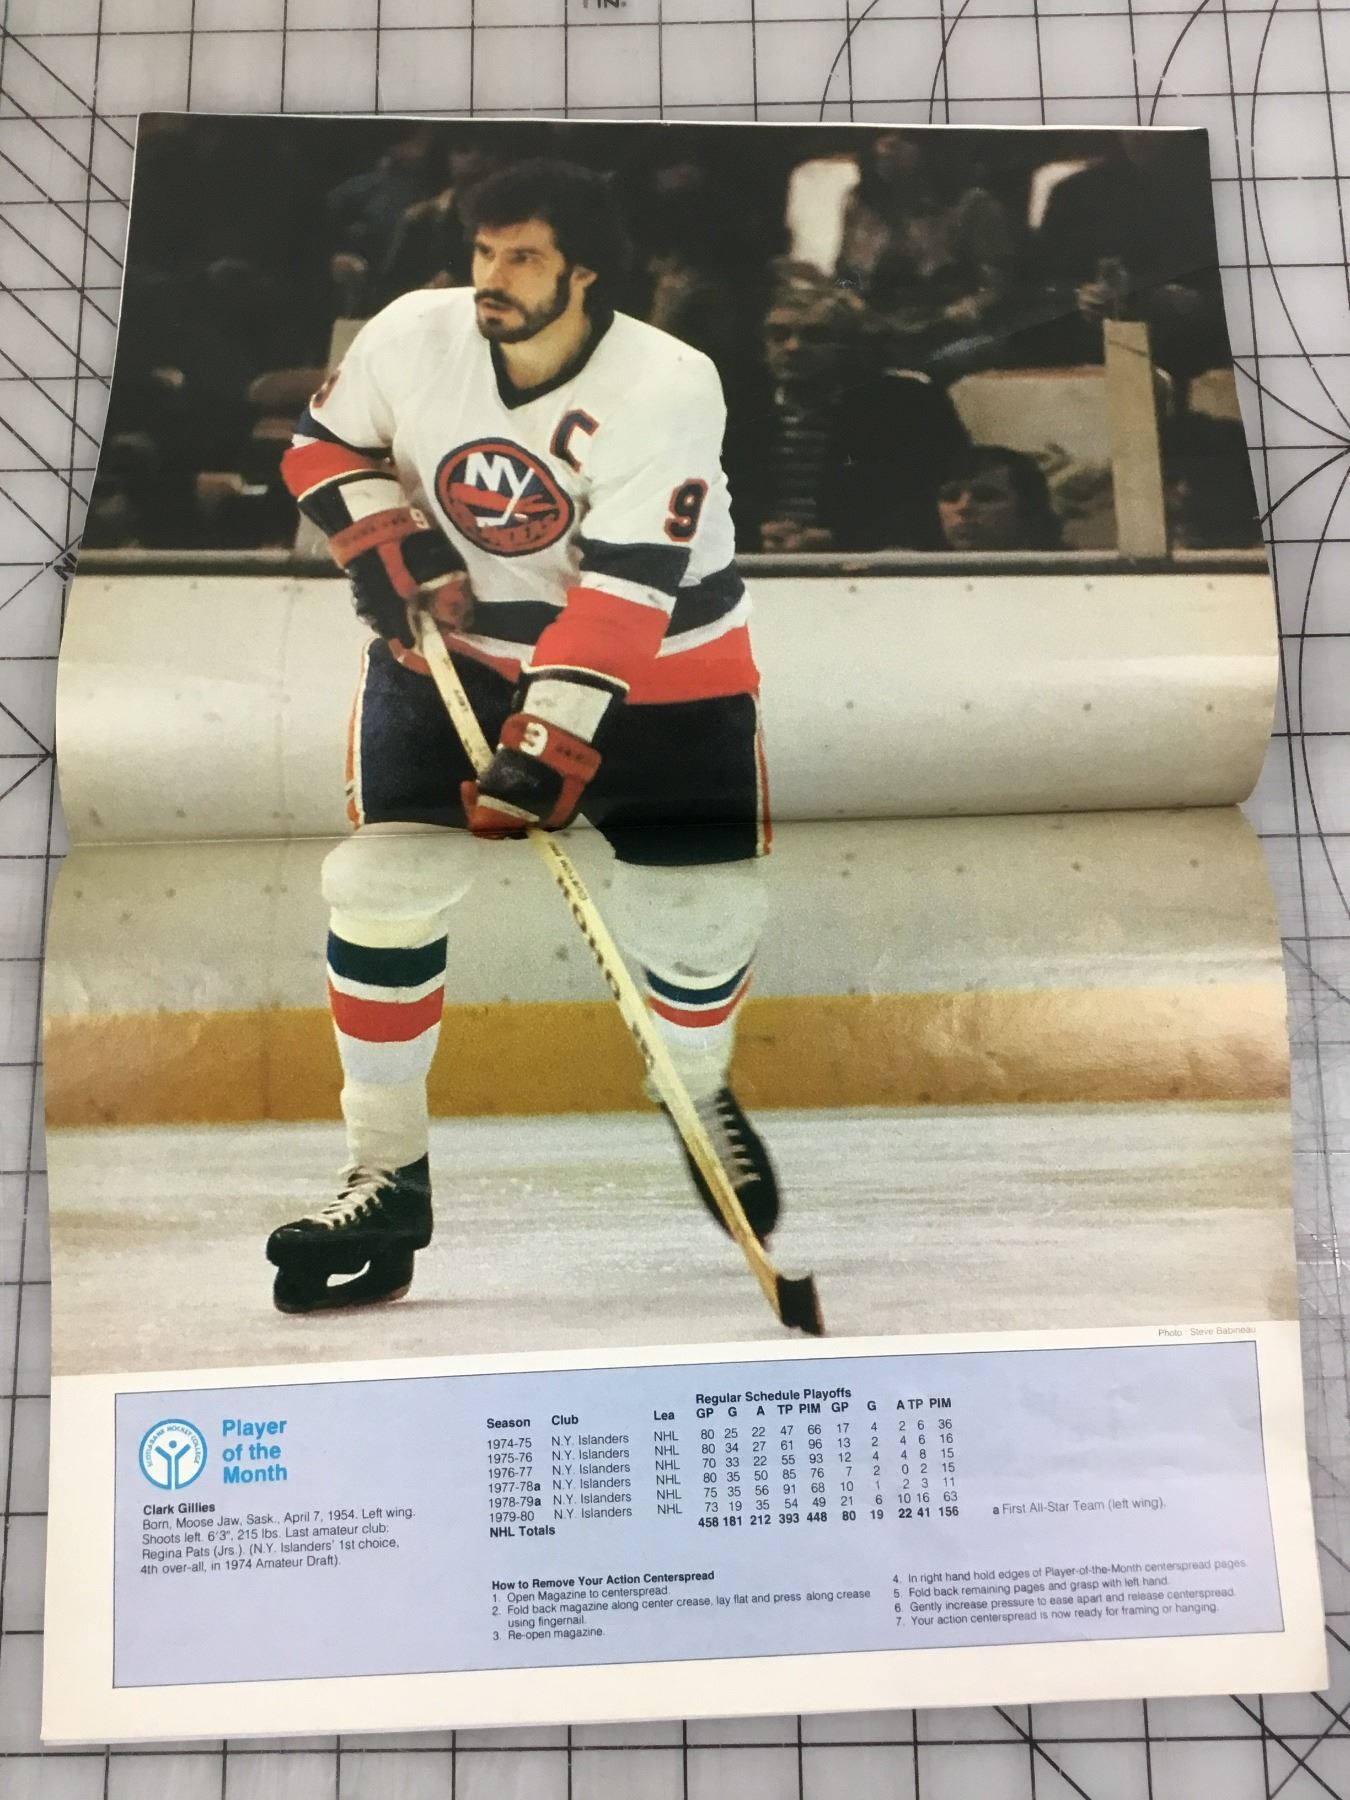 IN.
IN
9
C
NY
9
9
9
Photo : Steve Babineau
SCOTIABANK HOCKEY COLLEGE
Player
of the
Month
Clark Gillies
Born, Moose Jaw, Sask., April 7, 1954. Left wing.
Shoots left. 6'3", 215 lbs. Last amateur club:
Regina Pats (Jrs.). (N.Y. Islanders' 1st choice,
4th over-all, in 1974 Amateur Draft).
Regular Schedule Playoffs
Season Club Lea GP G A TP PIM GP G A TP PIM
1974-75 N.Y. Islanders NHL 80 25 22 47 66 17 4 2 6 36
1975-76 N.Y. Islanders NHL 80 34 27 61 96 13 2 4 6 16
1976-77 N.Y. Islanders NHL 70 33 22 55 93 12 4 4 8 15
1977-78a N.Y. Islanders NHL 80 35 50 85 76 7 2 0 2 15
1978-79a N.Y. Islanders NHL 75 35 56 91 68 10 1 2 3 11
1979-80 N.Y. Islanders NHL 73 19 35 54 49 21 6 10 16 63
NHL Totals 458 181 212 393 448 80 19 22 41 156
a First All-Star Team (left wing).
How to Remove Your Action Centerspread
1. Open Magazine to centerspread.
2. Fold back magazine along center crease, lay flat and press along crease
using fingernail.
3. Re-open magazine.
4. In right hand hold edges of Player-of-the-Month centerspread pages.
5. Fold back remaining pages and grasp with left hand.
6. Gently increase pressure to ease apart and release centerspread.
7. Your action centerspread is now ready for framing or hanging.